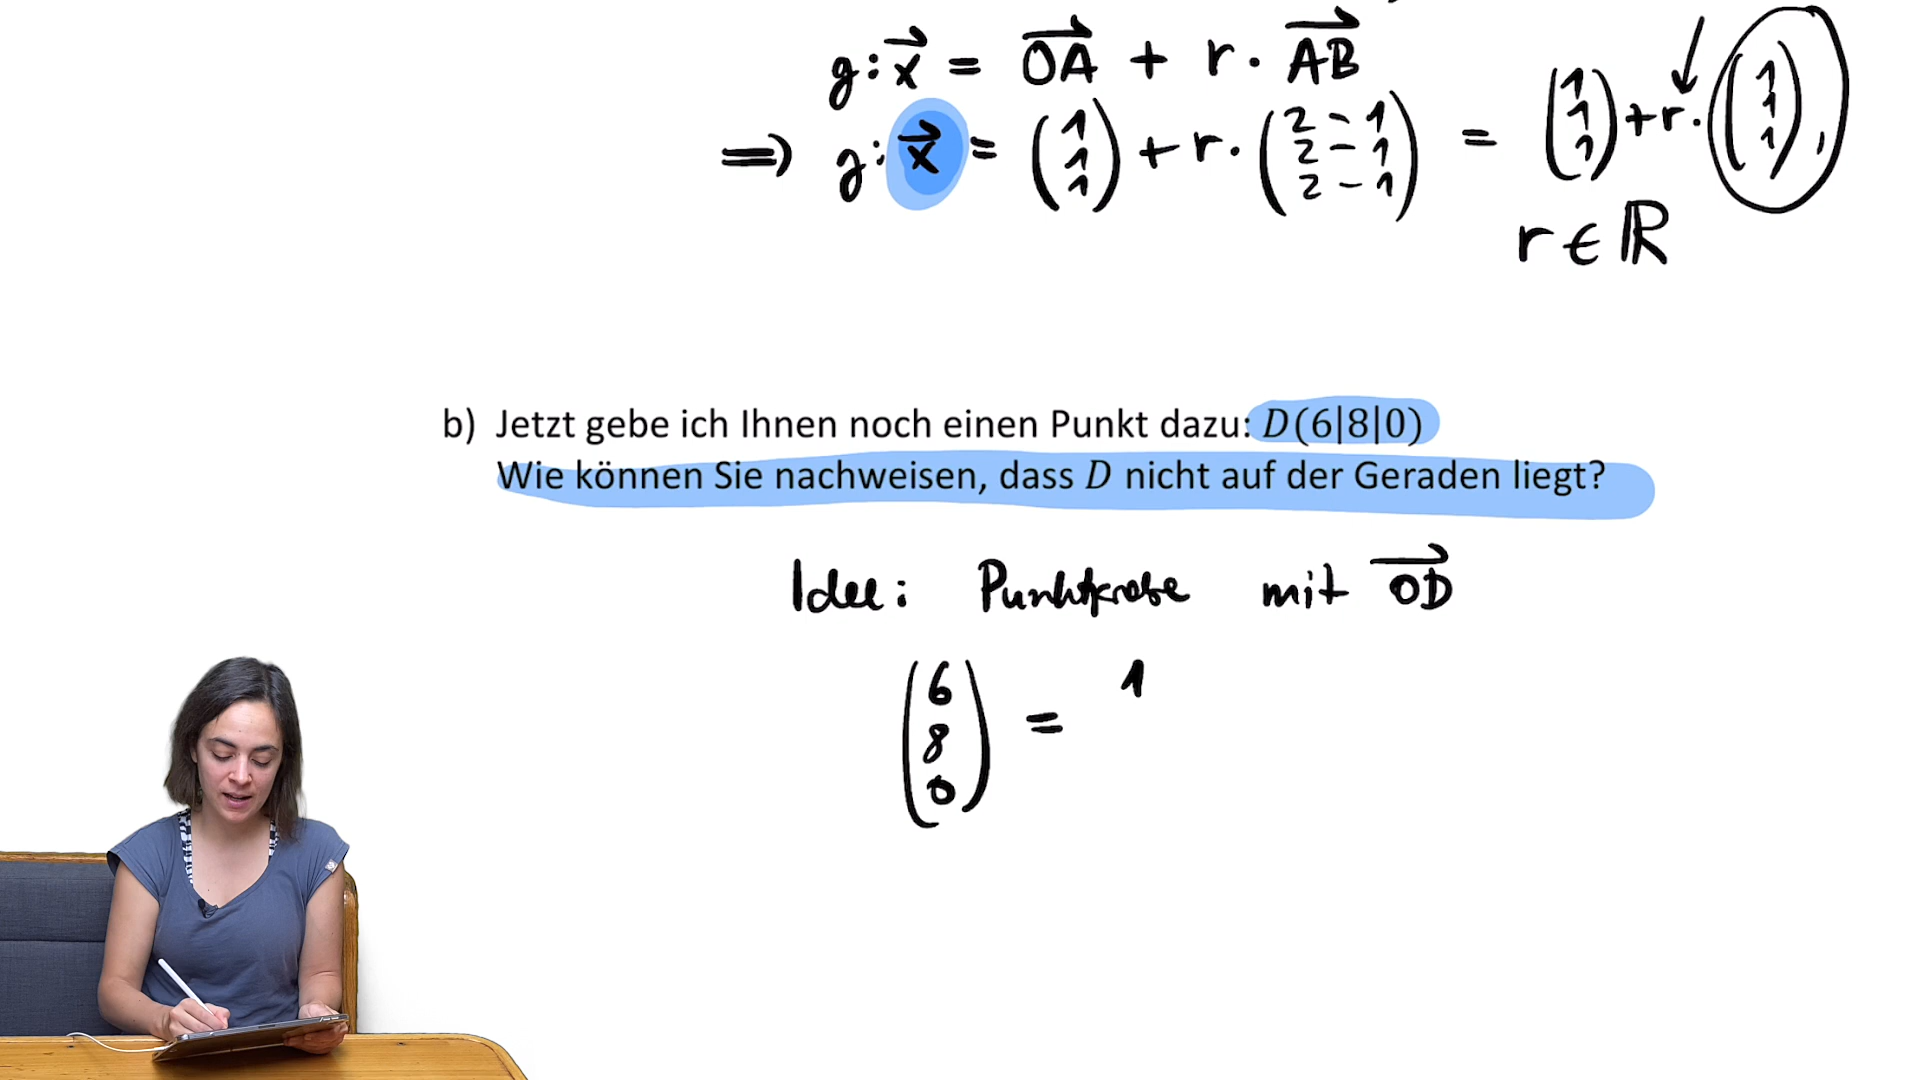 g: x⃗ = OA⃗ + r · AB⃗
⟹ g: x⃗ = (1 1 1) + r · (2-1 2-1 2-1) = (1 1 1) + r · (1 1 1),
r ∈ ℝ
b) Jetzt gebe ich Ihnen noch einen Punkt dazu: D(6|8|0)
Wie können Sie nachweisen, dass D nicht auf der Geraden liegt?
Idee: Punktprobe mit OD⃗
(6 8 0) = 1